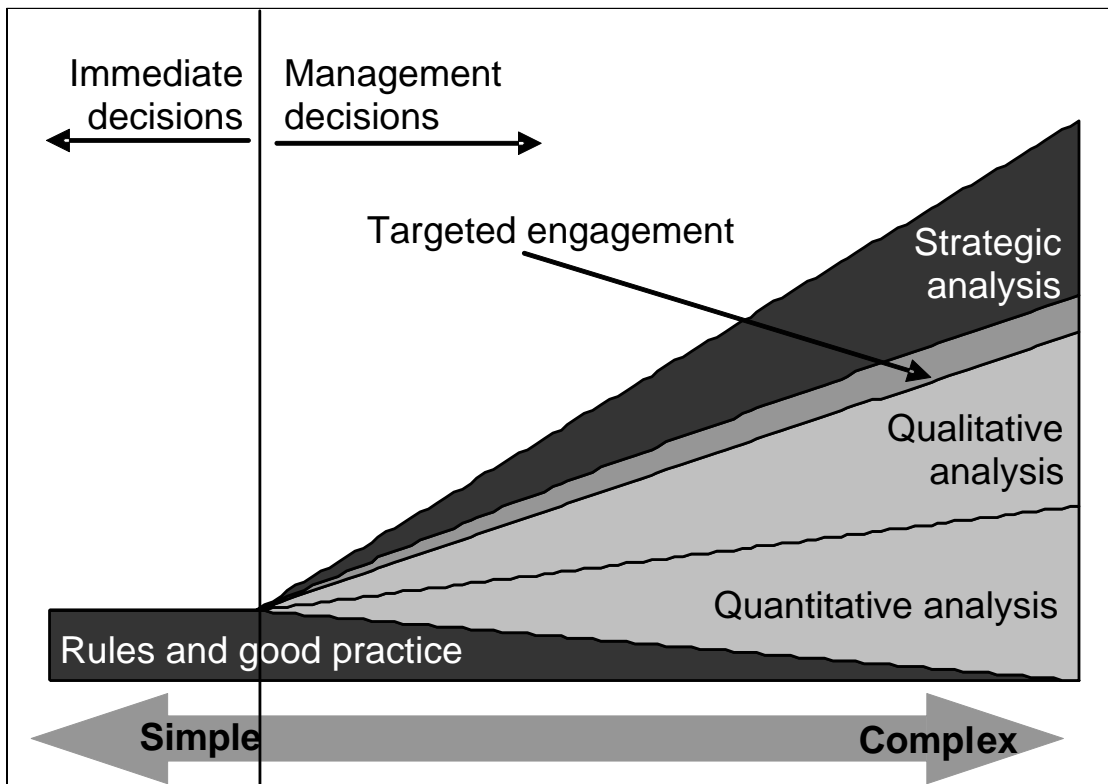 Immediate
decisions
Management
decisions
Targeted engagement
Strategic
analysis
Qualitative
analysis
Quantitative analysis
Rules and good practice
Simple
Complex